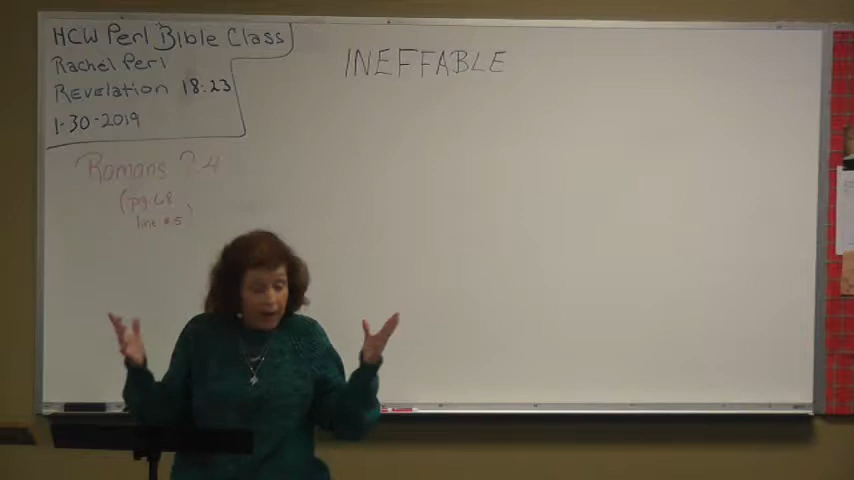 HCW Perl Bible Class
Rachel Perl
Revelation 18:23
1-30-2019
INEFFABLE
Romans 7:4
(pg 68
line #5)